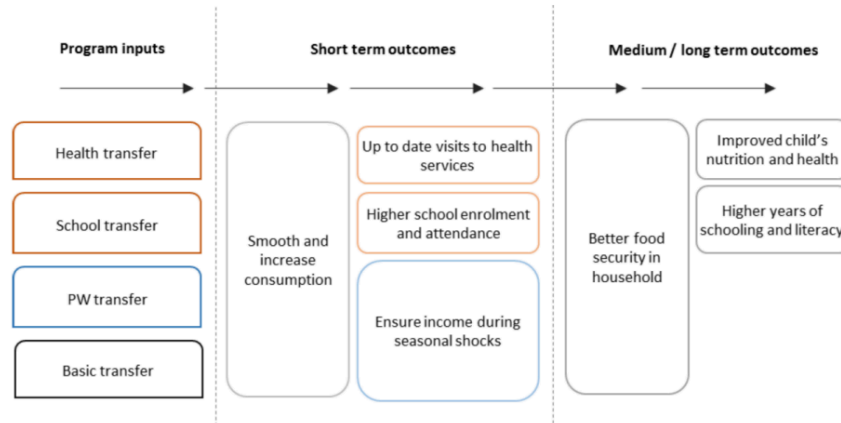 Program inputs
Short term outcomes
Medium / long term outcomes
Health transfer
School transfer
PW transfer
Basic transfer
Smooth and
increase
consumption
Up to date visits to health
services
Higher school enrolment
and attendance
Ensure income during
seasonal shocks
Better food
security in
household
Improved child's
nutrition and health
Higher years of
schooling and literacy